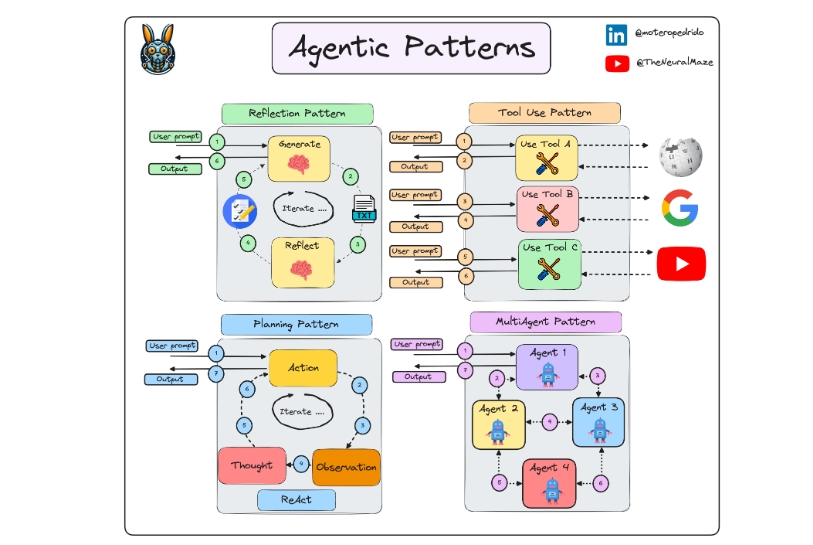 Agentic Patterns
in @moteropedrido
@TheNeuralMaze
Reflection Pattern
User prompt
1
6
Output
Generate
5
2
Iterate ....
TXT
4
3
Reflect
Tool Use Pattern
User prompt
1
2
Output
Use Tool A
User prompt
3
4
Output
Use Tool B
G
User prompt
5
6
Output
Use Tool C
Planning Pattern
User prompt
1
7
Output
Action
6
2
Iterate ....
5
3
Thought
4
Observation
ReAct
MultiAgent Pattern
User prompt
1
7
Output
Agent 1
2
3
Agent 2
4
Agent 3
5
Agent 4
6